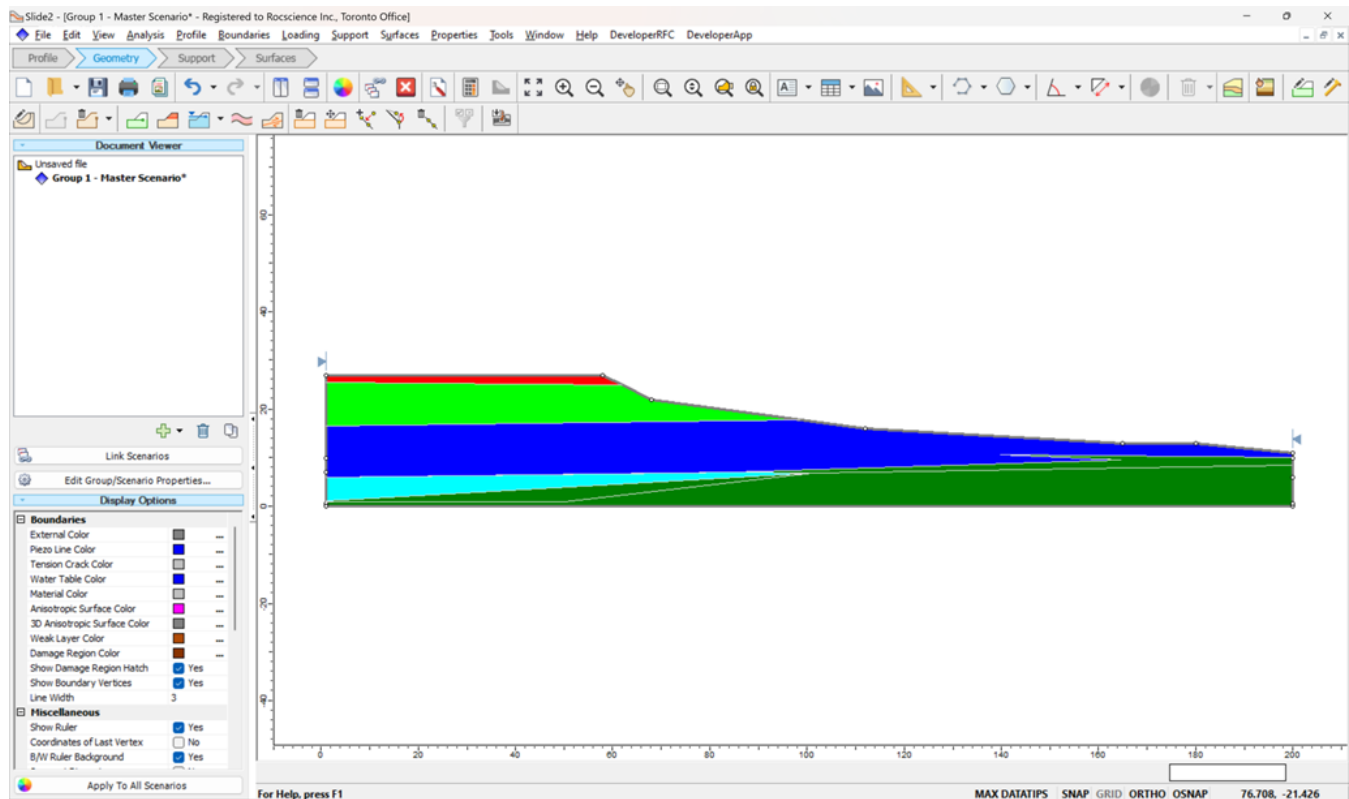 Slide2 - [Group 1 - Master Scenario* - Registered to Rocscience Inc., Toronto Office]
File Edit View Analysis Profile Boundaries Loading Support Surfaces Properties Tools Window Help DeveloperRFC DeveloperApp
Profile Geometry Support Surfaces
Document Viewer
Unsaved file
Group 1 - Master Scenario*
Link Scenarios
Edit Group/Scenario Properties...
Display Options
Boundaries
External Color ...
Piezo Line Color ...
Tension Crack Color ...
Water Table Color ...
Material Color ...
Anisotropic Surface Color ...
3D Anisotropic Surface Color ...
Weak Layer Color ...
Damage Region Color ...
Show Damage Region Hatch Yes
Show Boundary Vertices Yes
Line Width 3
Miscellaneous
Show Ruler Yes
Coordinates of Last Vertex No
B/W Ruler Background Yes
Apply To All Scenarios
60
40
20
0
-20
-40
0 20 40 60 80 100 120 140 160 180 200
For Help, press F1
MAX DATATIPS SNAP GRID ORTHO OSNAP 76.708, -21.426